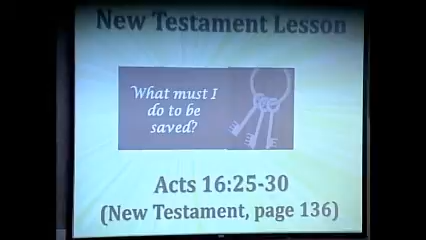 New Testament Lesson
What must I
do to be
saved?
Acts 16:25-30
(New Testament, page 136)